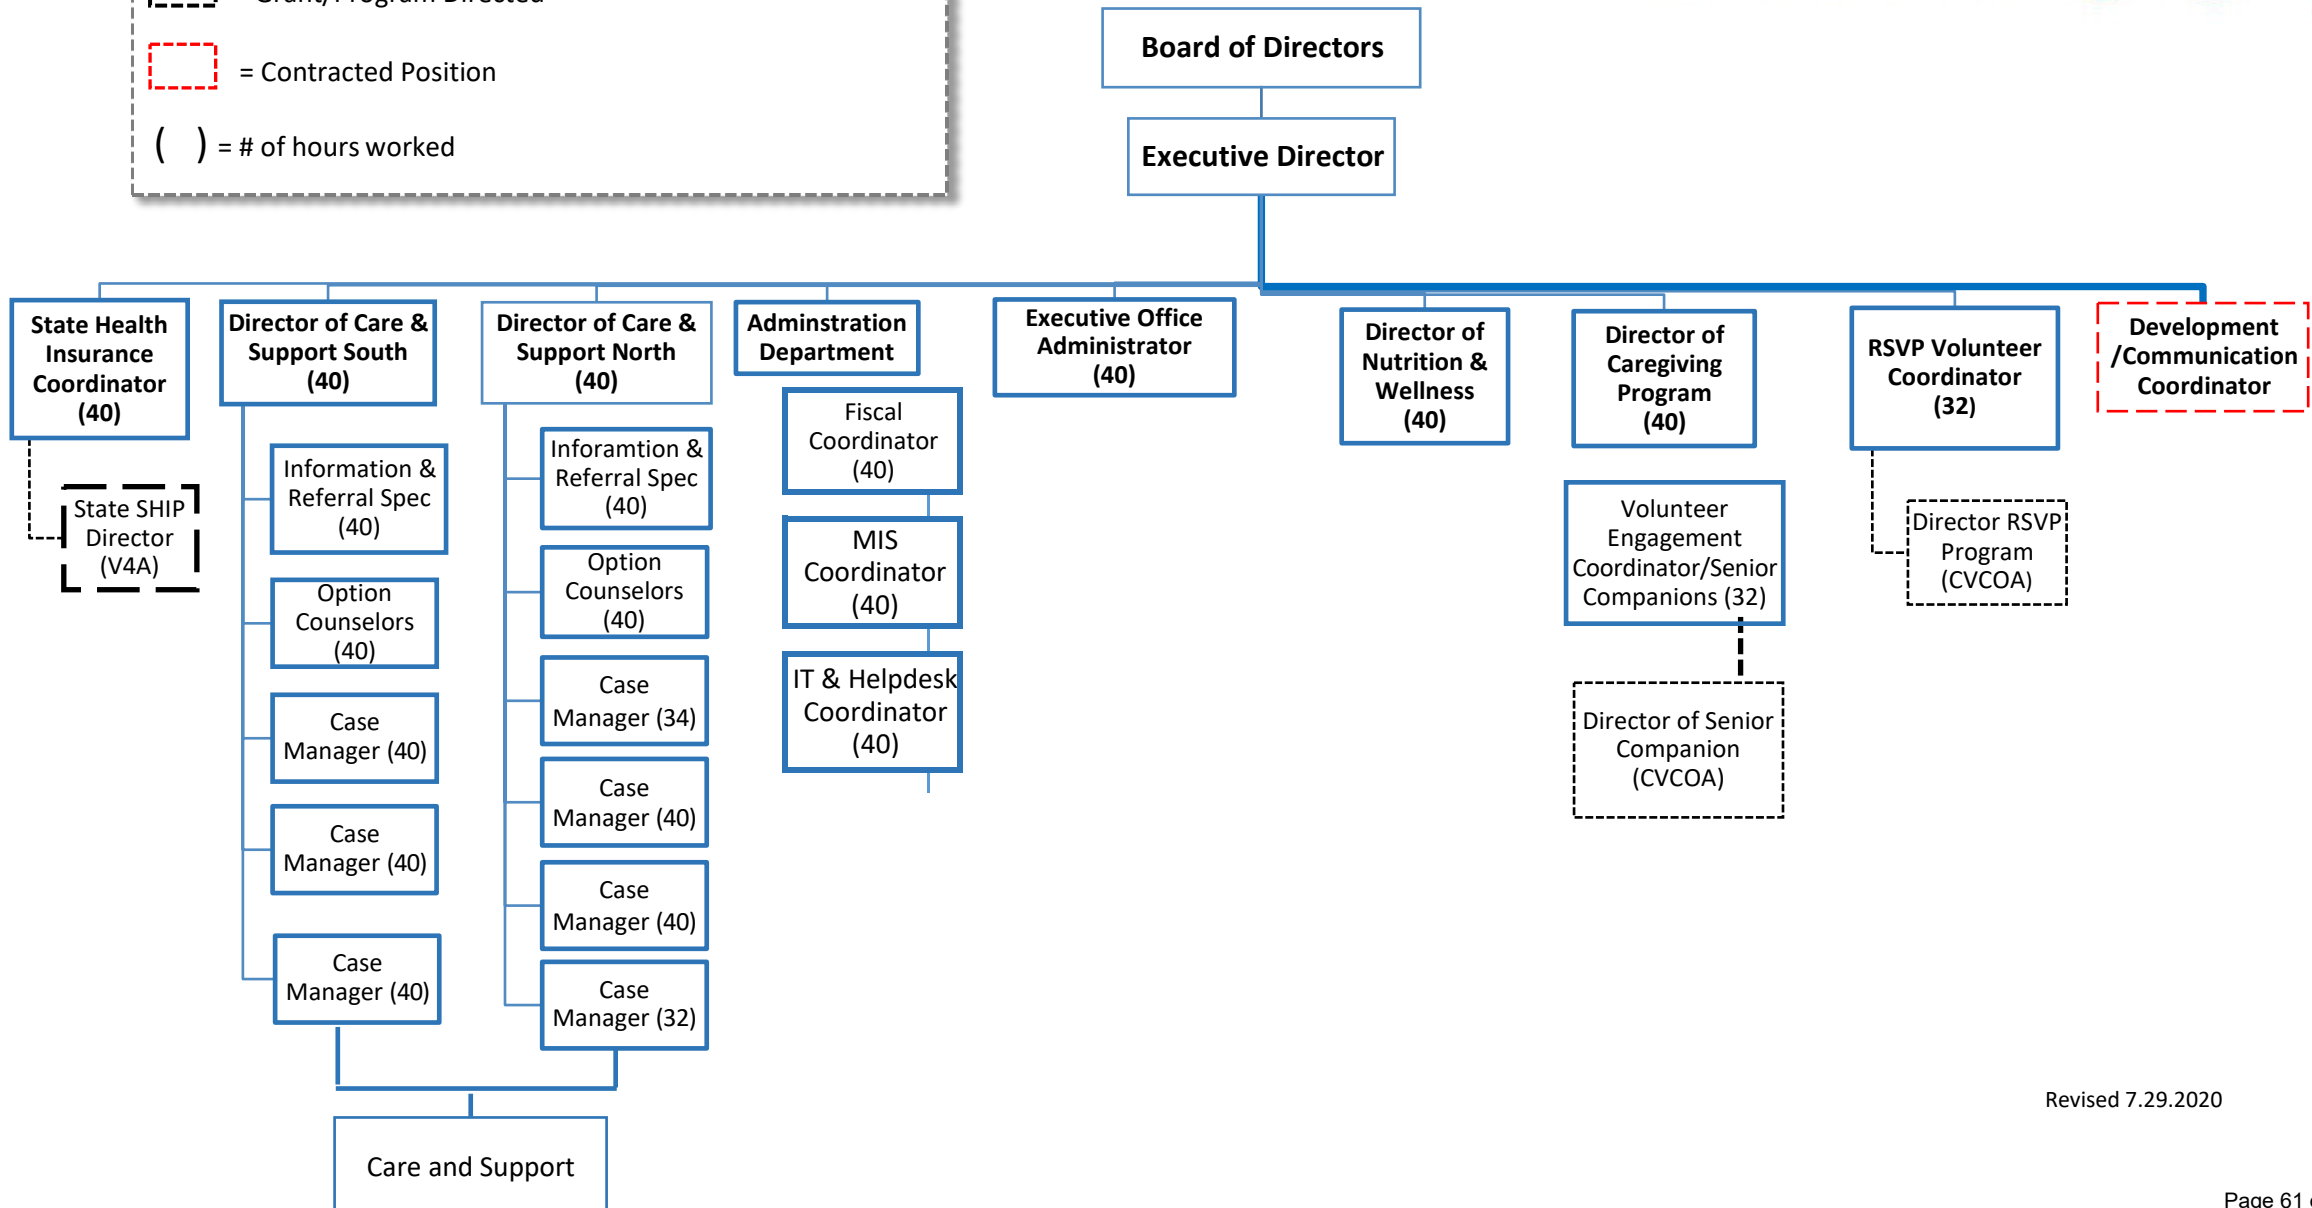 Grant/Program Directed
= Contracted Position
( ) = # of hours worked
Board of Directors
Executive Director
State Health
Insurance
Coordinator
(40)
State SHIP
Director
(V4A)
Director of Care &
Support South
(40)
Information &
Referral Spec
(40)
Option
Counselors
(40)
Case
Manager (40)
Case
Manager (40)
Case
Manager (40)
Director of Care &
Support North
(40)
Inforamtion &
Referral Spec
(40)
Option
Counselors
(40)
Case
Manager (34)
Case
Manager (40)
Case
Manager (40)
Case
Manager (32)
Care and Support
Adminstration
Department
Fiscal
Coordinator
(40)
MIS
Coordinator
(40)
IT & Helpdesk
Coordinator
(40)
Executive Office
Administrator
(40)
Director of
Nutrition &
Wellness
(40)
Director of
Caregiving
Program
(40)
Volunteer
Engagement
Coordinator/Senior
Companions (32)
Director of Senior
Companion
(CVCOA)
RSVP Volunteer
Coordinator
(32)
Director RSVP
Program
(CVCOA)
Development
/Communication
Coordinator
Revised 7.29.2020
Page 61